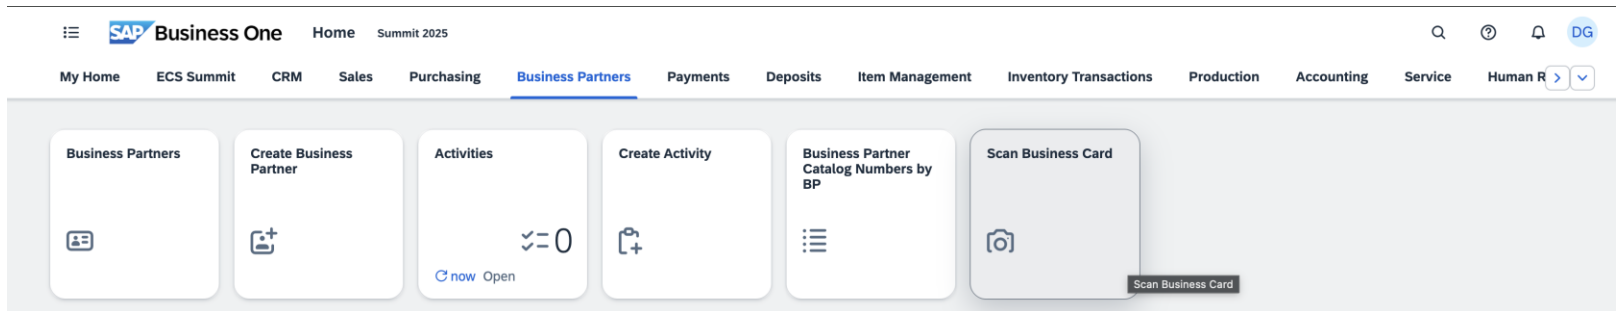 SAP Business One Home Summit 2025
DG
My Home ECS Summit CRM Sales Purchasing Business Partners Payments Deposits Item Management Inventory Transactions Production Accounting Service Human R
Business Partners
Create Business
Partner
Activities
0
now Open
Create Activity
Business Partner
Catalog Numbers by
BP
Scan Business Card
Scan Business Card